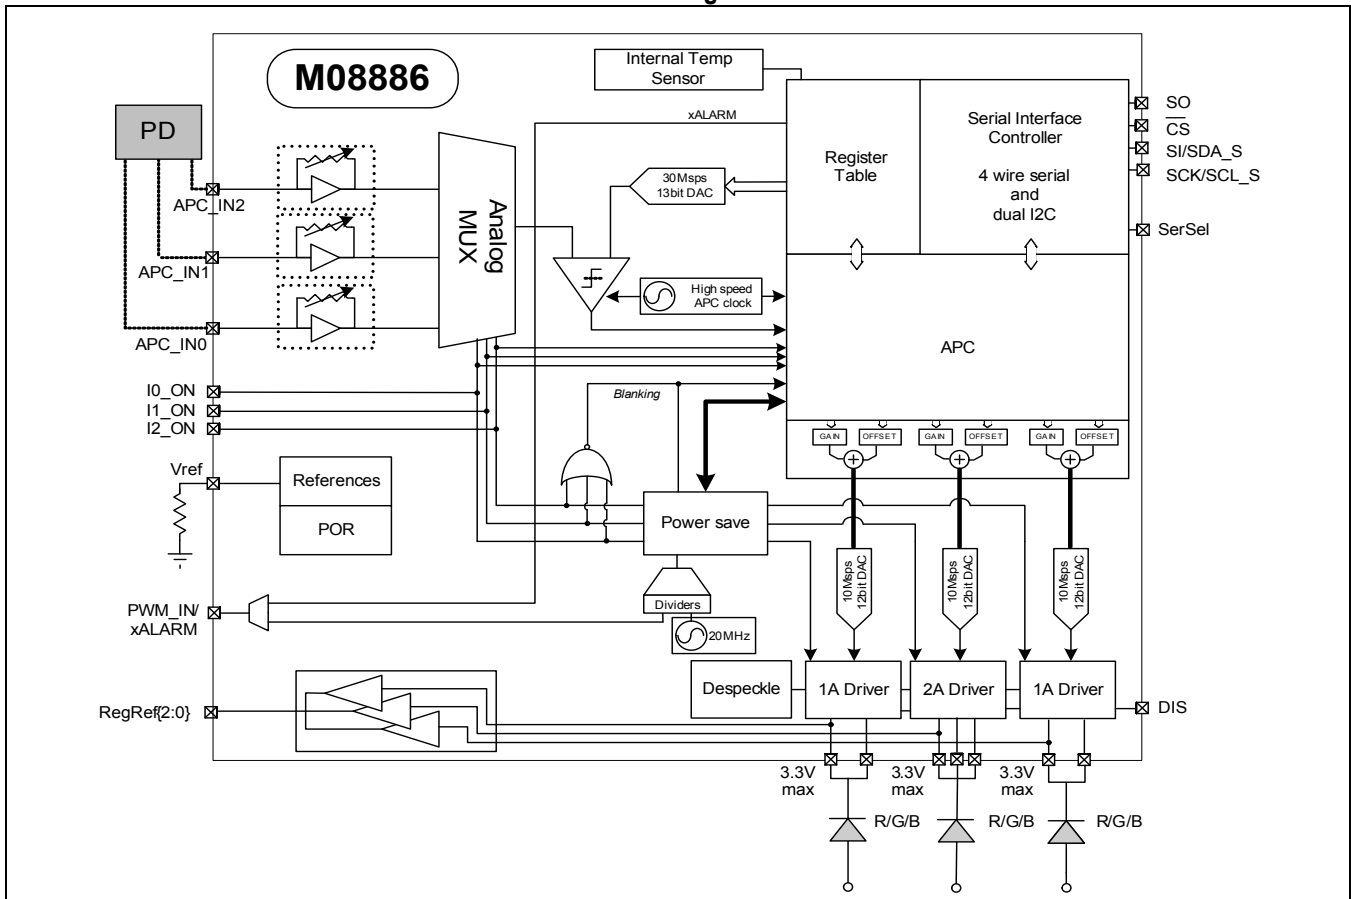 M08886
Internal Temp
Sensor
PD
xALARM
Register
Table
Serial Interface
Controller
4 wire serial
and
dual I2C
SO
CS
SI/SDA_S
SCK/SCL_S
SerSel
30Msps
13bit DAC
APC_IN2
APC_IN1
APC_IN0
Analog
MUX
High speed
APC clock
APC
I0_ON
I1_ON
I2_ON
Blanking
GAIN
OFFSET
GAIN
OFFSET
GAIN
OFFSET
Vref
References
POR
Power save
10Msps
12bit DAC
10Msps
12bit DAC
10Msps
12bit DAC
PWM_IN/
xALARM
Dividers
20MHz
Despeckle
1A Driver
2A Driver
1A Driver
RegRef{2:0}
DIS
3.3V
max
3.3V
max
3.3V
max
R/G/B
R/G/B
R/G/B